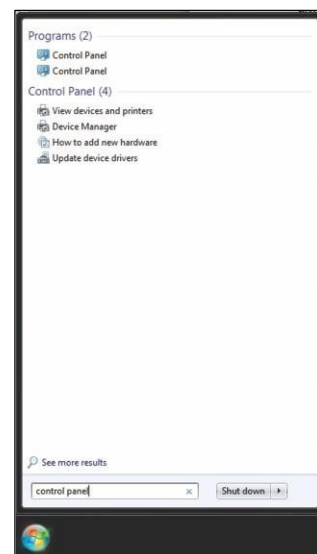 Programs (2)
Control Panel
Control Panel
Control Panel (4)
View devices and printers
Device Manager
How to add new hardware
Update device drivers
See more results
control panel
Shut down